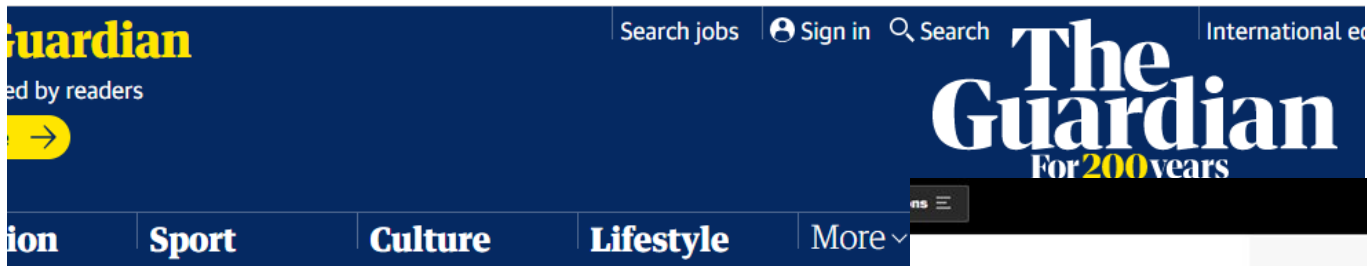 Guardian
ed by readers
Search jobs
Sign in
Search
International ed
The
Guardian
For 200 years
ns
ion
Sport
Culture
Lifestyle
More